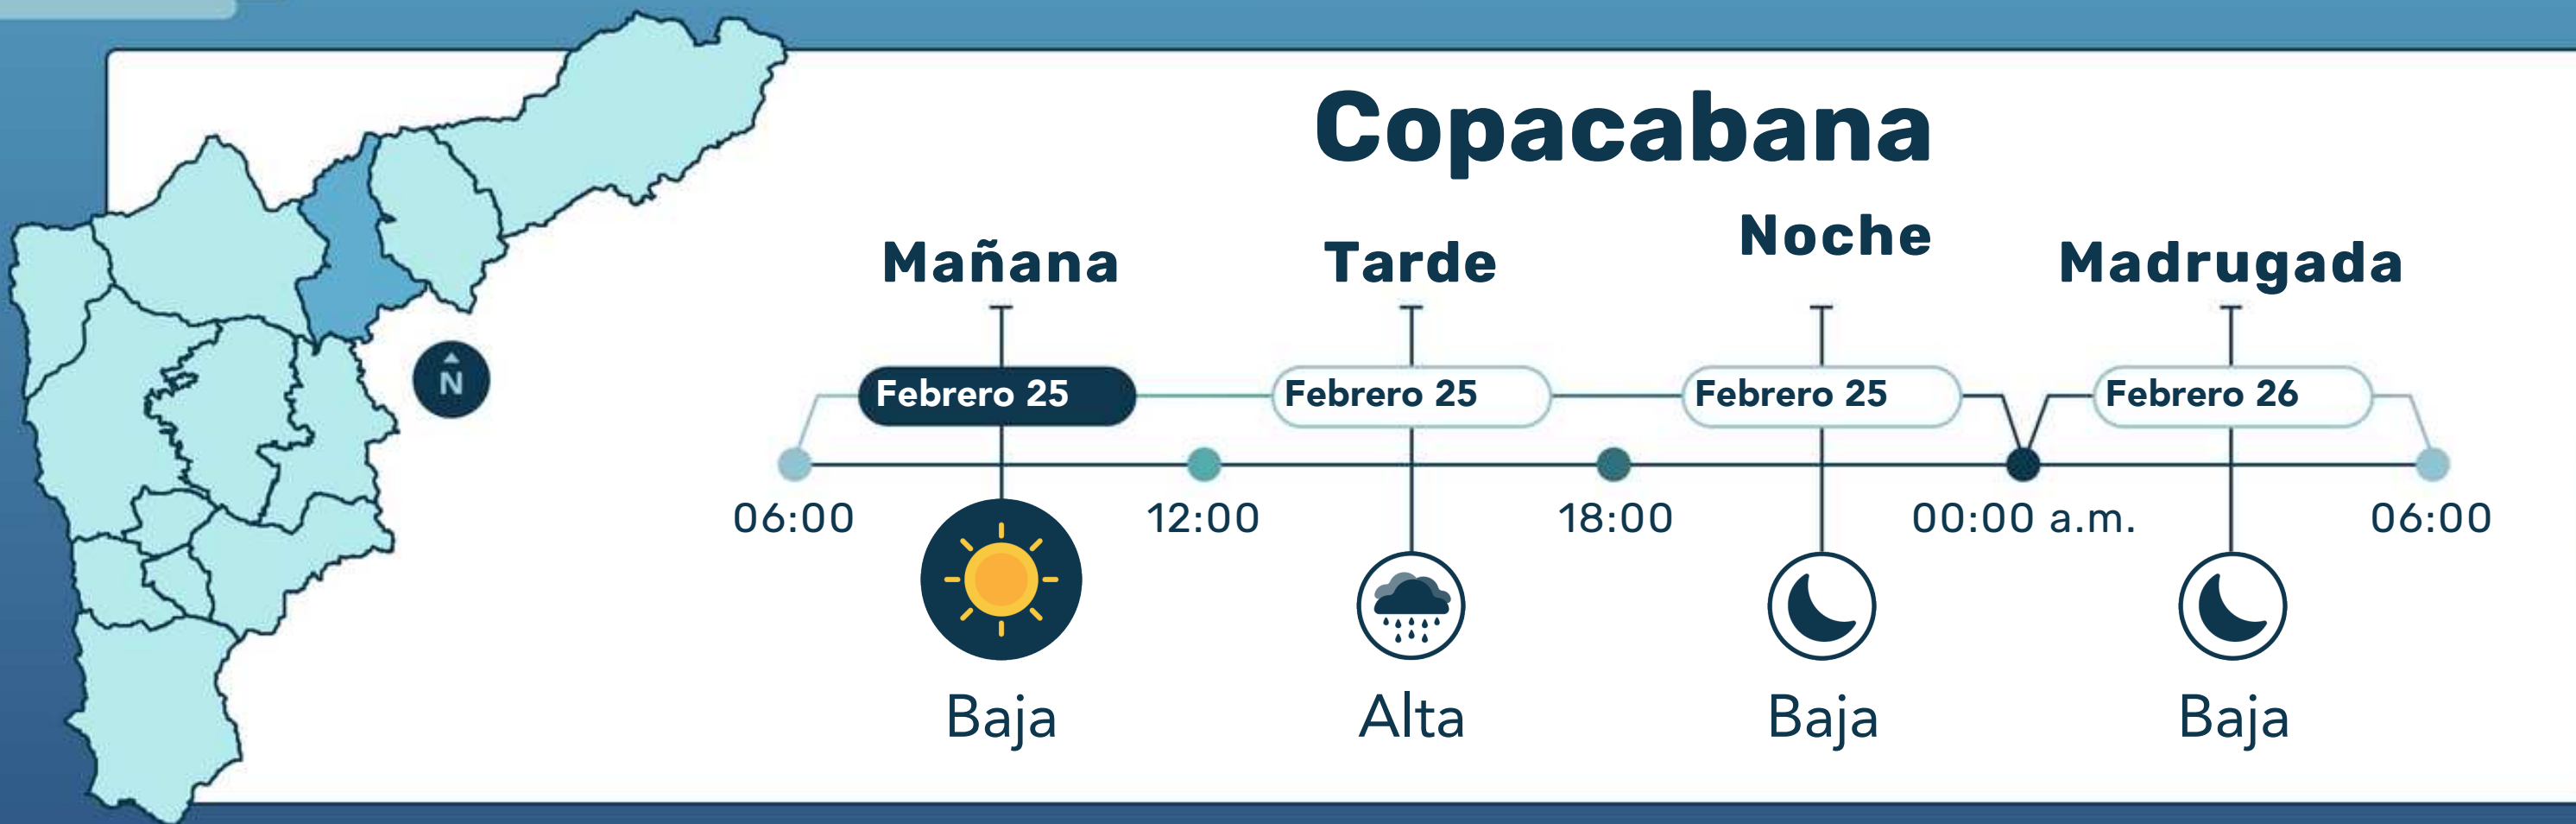 Copacabana
Mañana
Tarde
Noche
Madrugada
Febrero 25
Febrero 25
Febrero 25
Febrero 26
N
06:00
12:00
18:00
00:00 a.m.
06:00
Baja
Alta
Baja
Baja